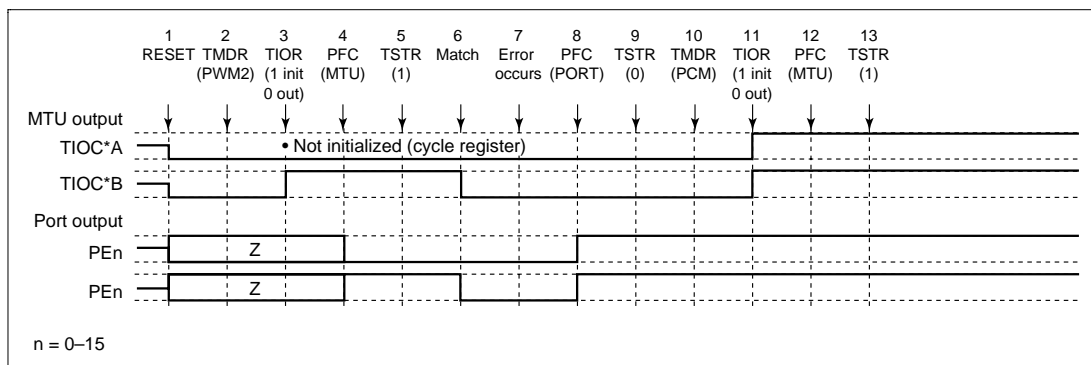 1 2 3 4 5 6 7 8 9 10 11 12 13
RESET TMDR TIOR PFC TSTR Match Error PFC TSTR TMDR TIOR PFC TSTR
(PWM2) (1 init (MTU) (1) occurs (PORT) (0) (PCM) (1 init (MTU) (1)
0 out) 0 out)
MTU output
TIOC*A • Not initialized (cycle register)
TIOC*B
Port output
PEn Z
PEn Z
n = 0–15